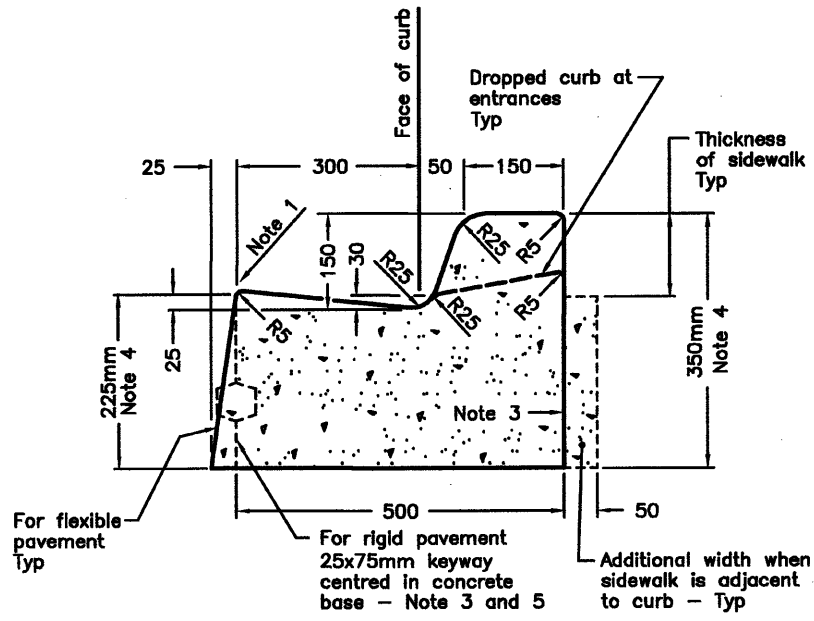 Face of curb
Dropped curb at
entrances
Typ
Thickness
of sidewalk
Typ
25
300
50
150
Note 1
150
30
R25
R25
R5
R5
R25
R5
25
225mm
Note 4
350mm
Note 4
Note 3
500
50
For flexible
pavement
Typ
For rigid pavement
25x75mm keyway
centred in concrete
base – Note 3 and 5
Additional width when
sidewalk is adjacent
to curb – Typ